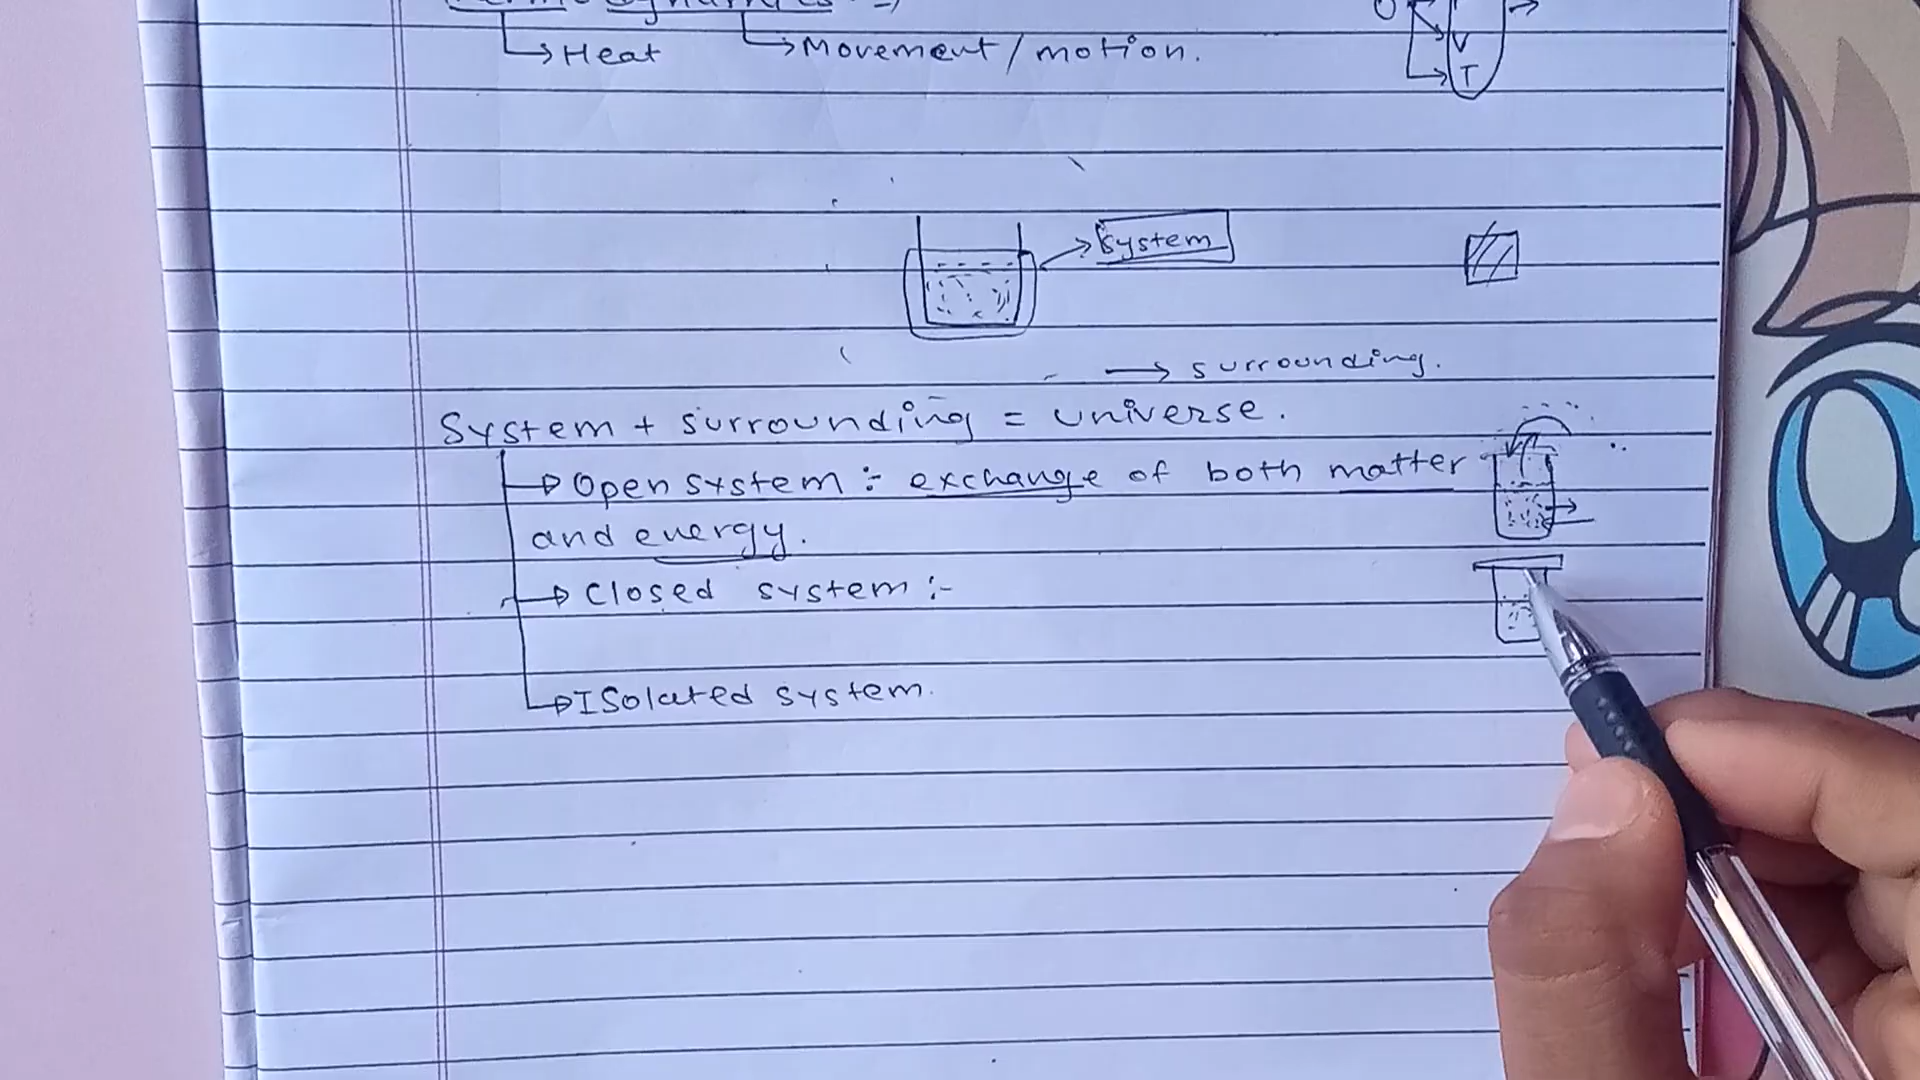 → Heat → Movement/motion.
V
T
→ system
→ surrounding.
System + surrounding = universe.
→ Open system :- exchange of both matter
and energy.
→ Closed system :-
→ Isolated system.